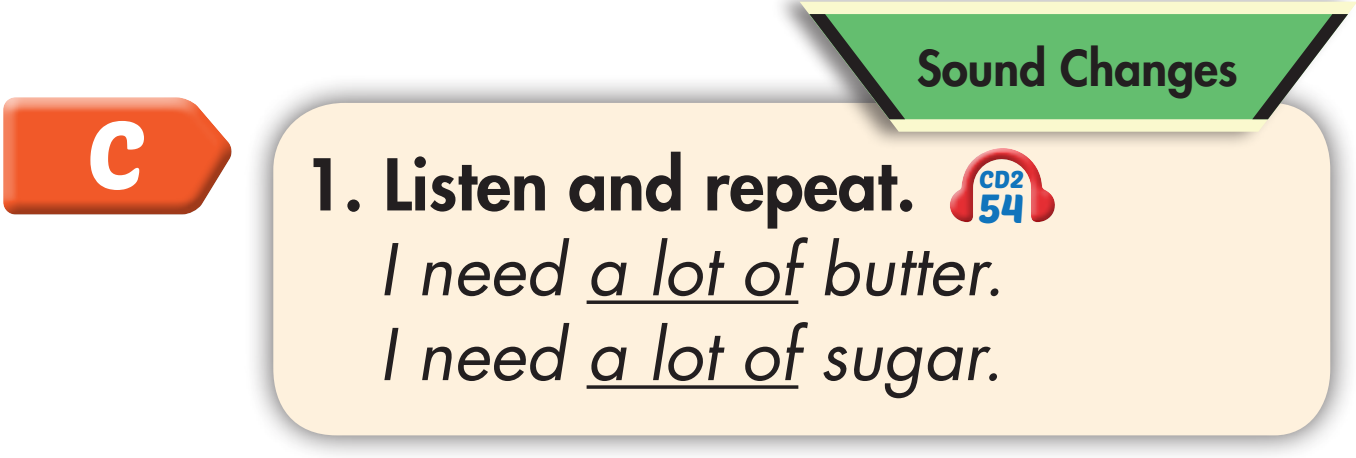 Sound Changes
C
1. Listen and repeat. CD2 54
I need a lot of butter.
I need a lot of sugar.